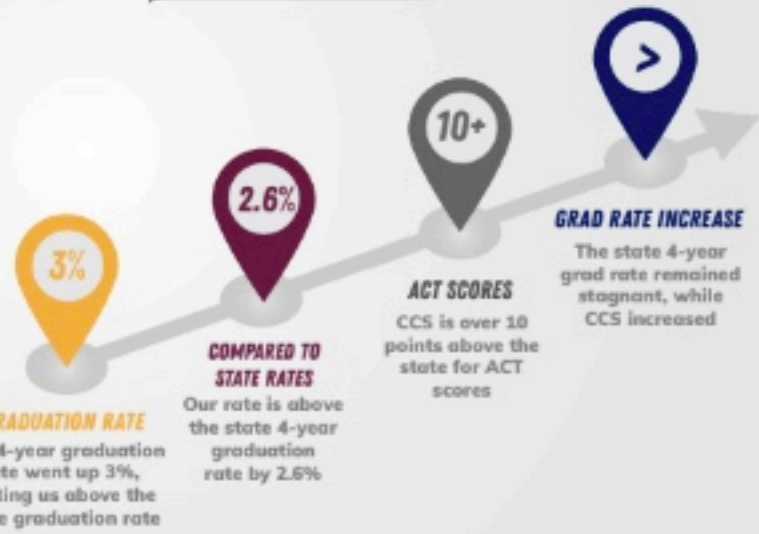 3%
RADUATION RATE
4-year graduation
te went up 3%,
ting us above the
e graduation rate
2.6%
COMPARED TO
STATE RATES
Our rate is above
the state 4-year
graduation
rate by 2.6%
10+
ACT SCORES
CCS is over 10
points above the
state for ACT
scores
>
GRAD RATE INCREASE
The state 4-year
grad rate remained
stagnant, while
CCS increased